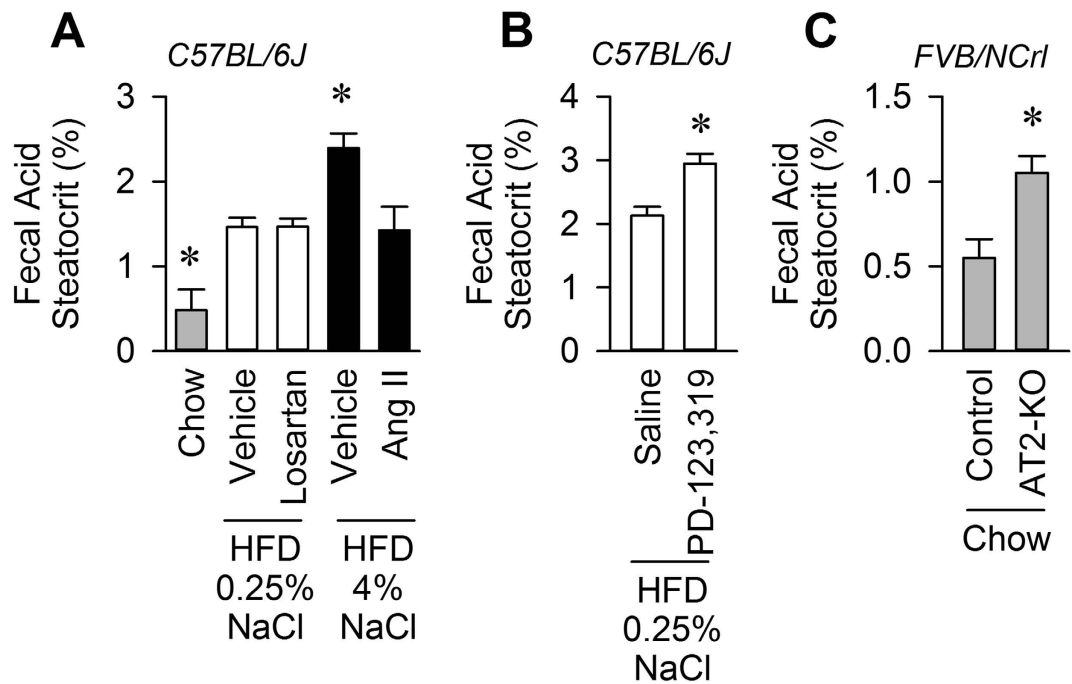 A
C57BL/6J
Fecal Acid
Steatocrit (%)
3
2
1
0
*
*
Chow
Vehicle
Losartan
Vehicle
Ang II
HFD
0.25%
NaCl
HFD
4%
NaCl
B
C57BL/6J
Fecal Acid
Steatocrit (%)
4
3
2
1
0
*
Saline
PD-123,319
HFD
0.25%
NaCl
C
FVB/NCrl
Fecal Acid
Steatocrit (%)
1.5
1.0
0.5
0.0
*
Control
AT2-KO
Chow